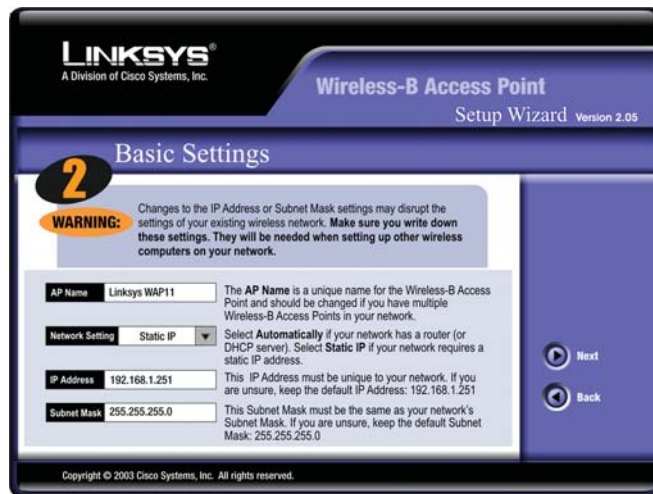 LINKSYS®
A Division of Cisco Systems, Inc.
Wireless-B Access Point
Setup Wizard Version 2.05
Basic Settings
2
WARNING:
Changes to the IP Address or Subnet Mask settings may disrupt the
settings of your existing wireless network. Make sure you write down
these settings. They will be needed when setting up other wireless
computers on your network.
AP Name Linksys WAP11
The AP Name is a unique name for the Wireless-B Access
Point and should be changed if you have multiple
Wireless-B Access Points in your network.
Network Setting Static IP
Select Automatically if your network has a router (or
DHCP server). Select Static IP if your network requires a
static IP address.
IP Address 192.168.1.251
This IP Address must be unique to your network. If you
are unsure, keep the default IP Address: 192.168.1.251
Subnet Mask 255.255.255.0
This Subnet Mask must be the same as your network's
Subnet Mask. If you are unsure, keep the default Subnet
Mask: 255.255.255.0
Next
Back
Copyright © 2003 Cisco Systems, Inc. All rights reserved.